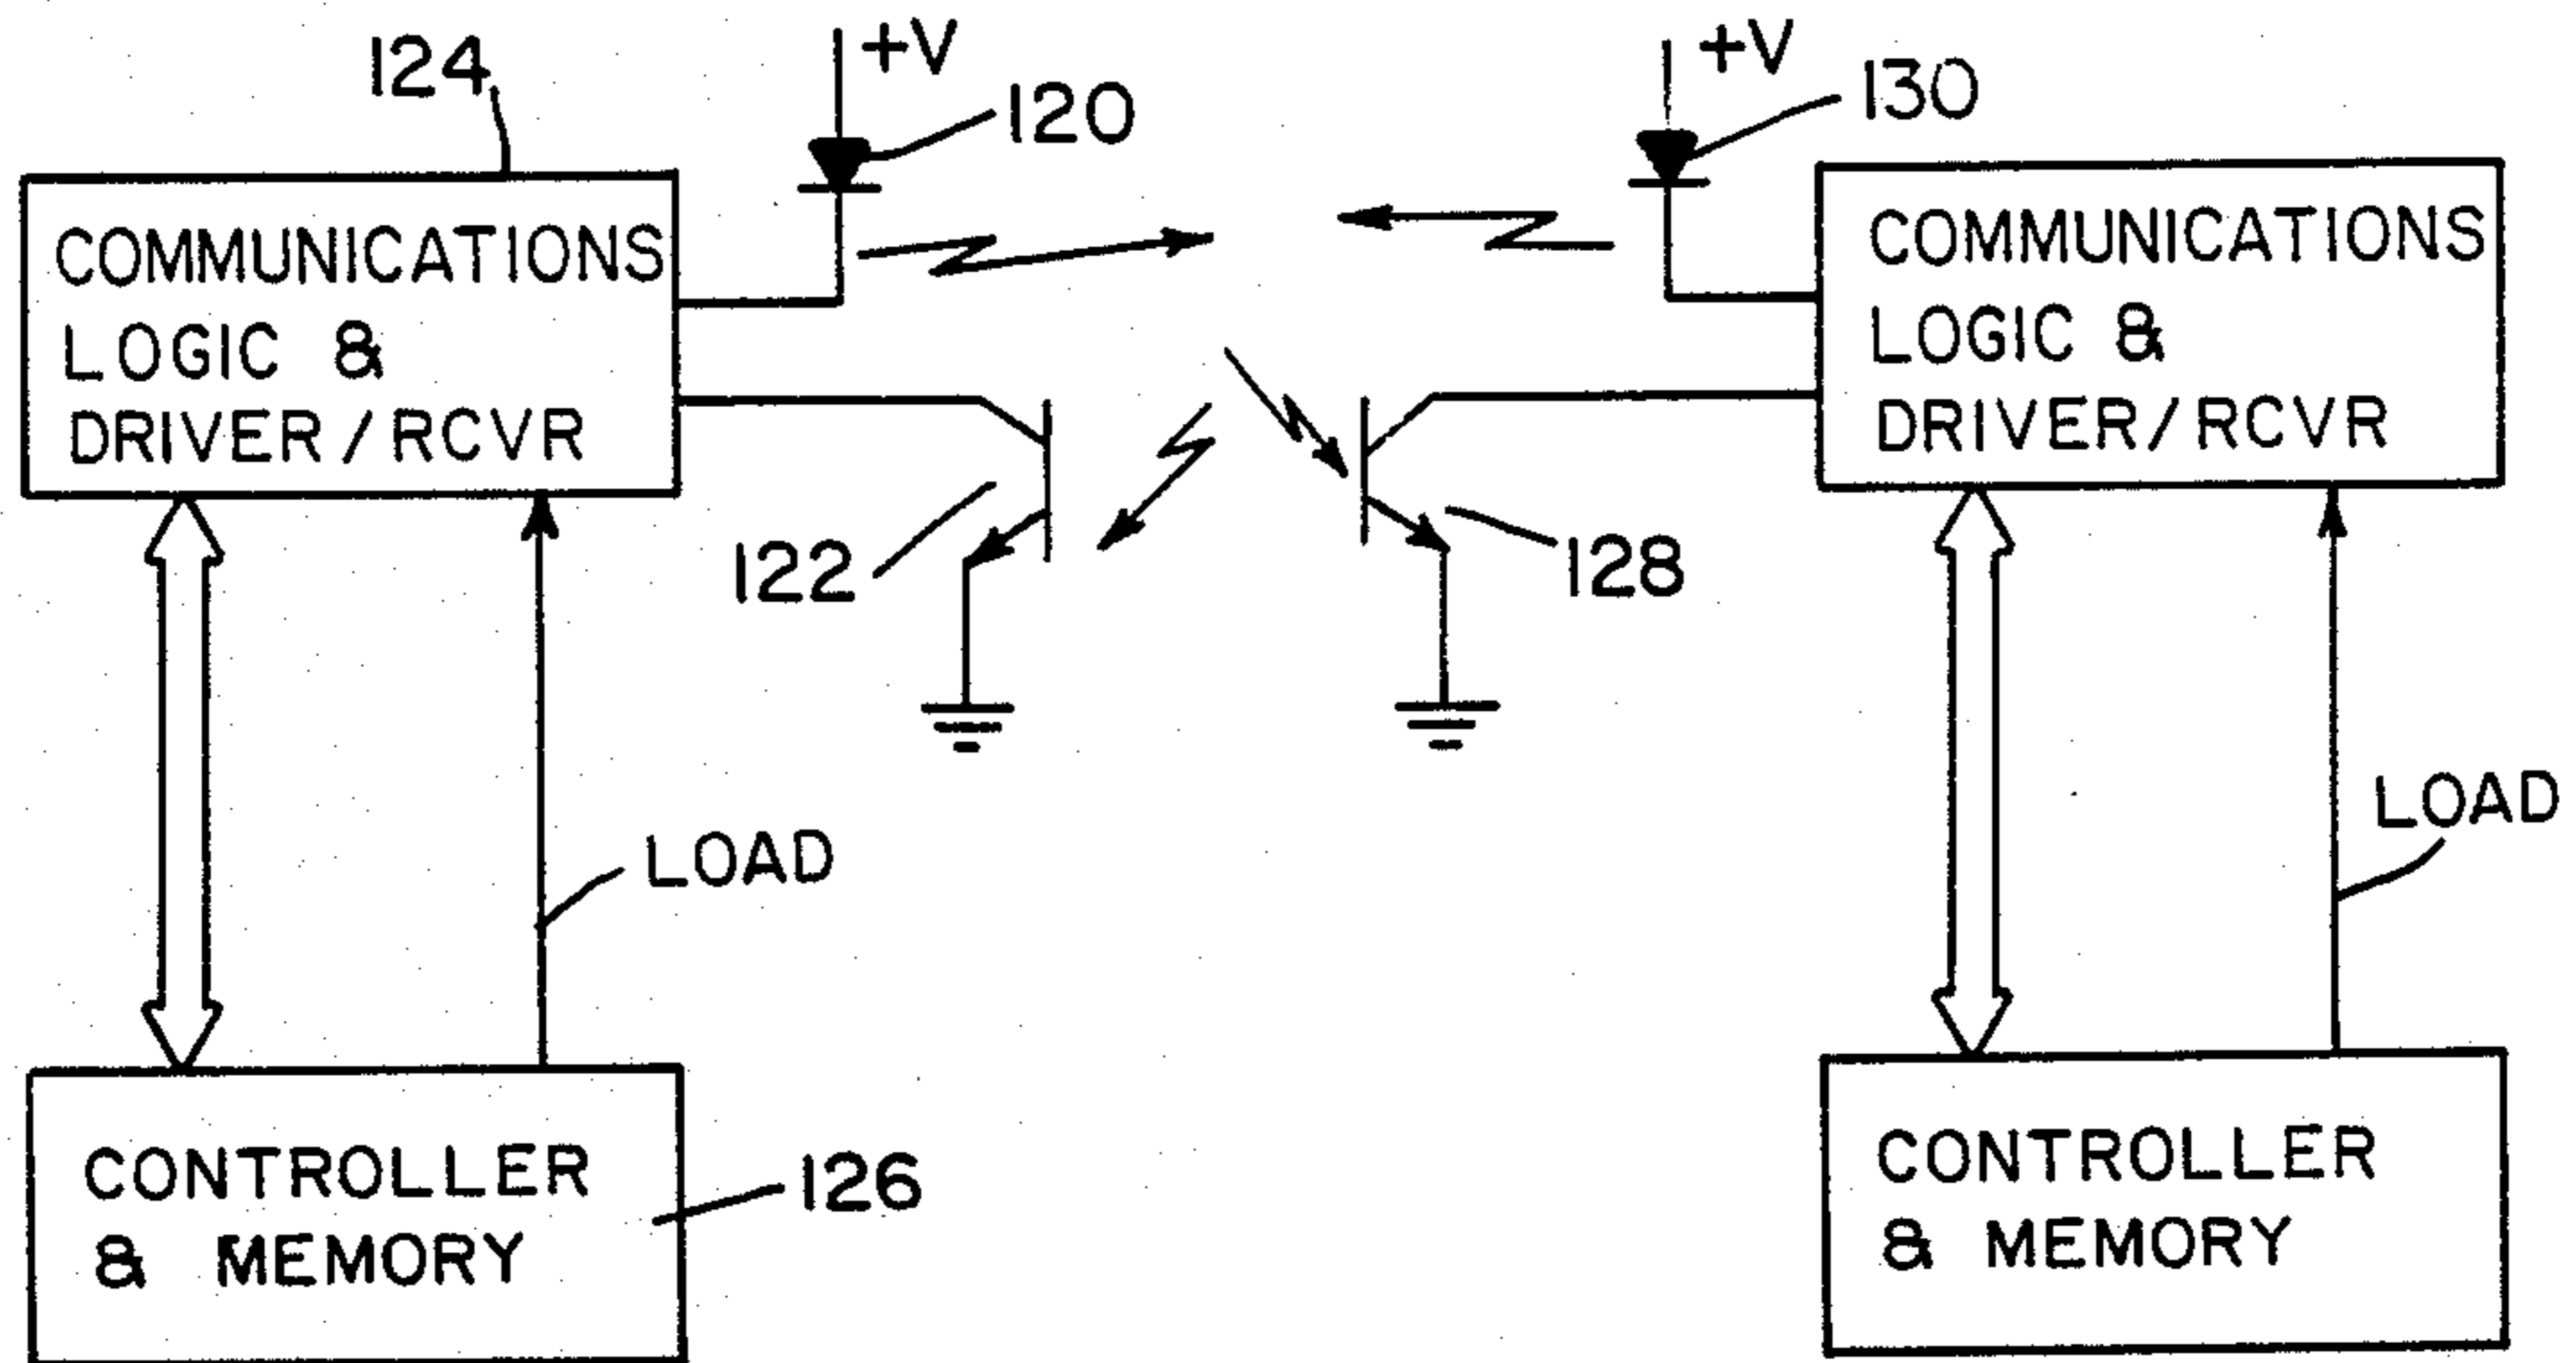 124
+V
120
+V
130
COMMUNICATIONS
LOGIC &
DRIVER / RCVR
COMMUNICATIONS
LOGIC &
DRIVER / RCVR
122
128
LOAD
LOAD
CONTROLLER
& MEMORY
126
CONTROLLER
& MEMORY